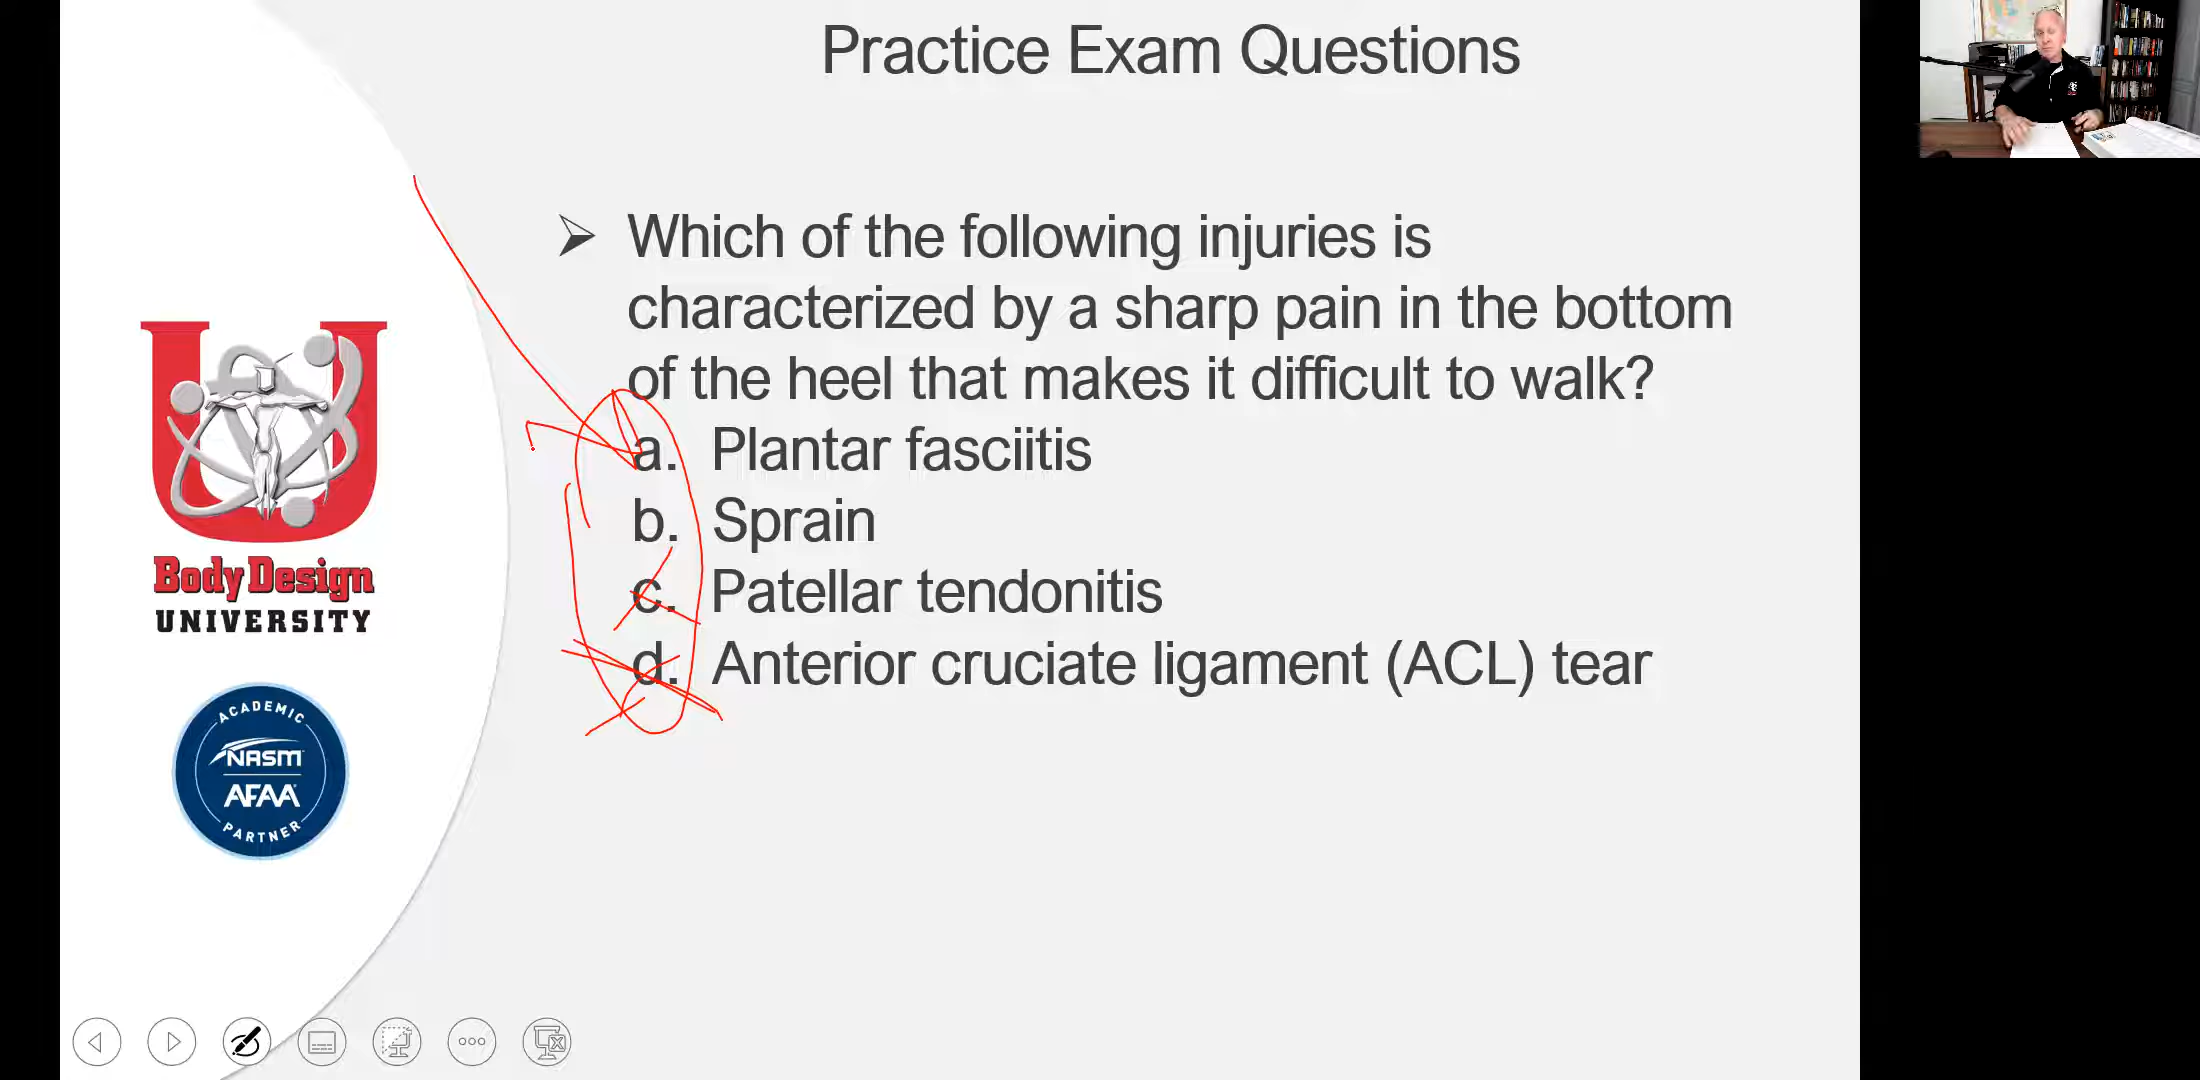 Practice Exam Questions
➢ Which of the following injuries is
characterized by a sharp pain in the bottom
of the heel that makes it difficult to walk?
a. Plantar fasciitis
b. Sprain
c. Patellar tendonitis
d. Anterior cruciate ligament (ACL) tear
U
Body Design
UNIVERSITY
ACADEMIC
NASM
AFAA
PARTNER